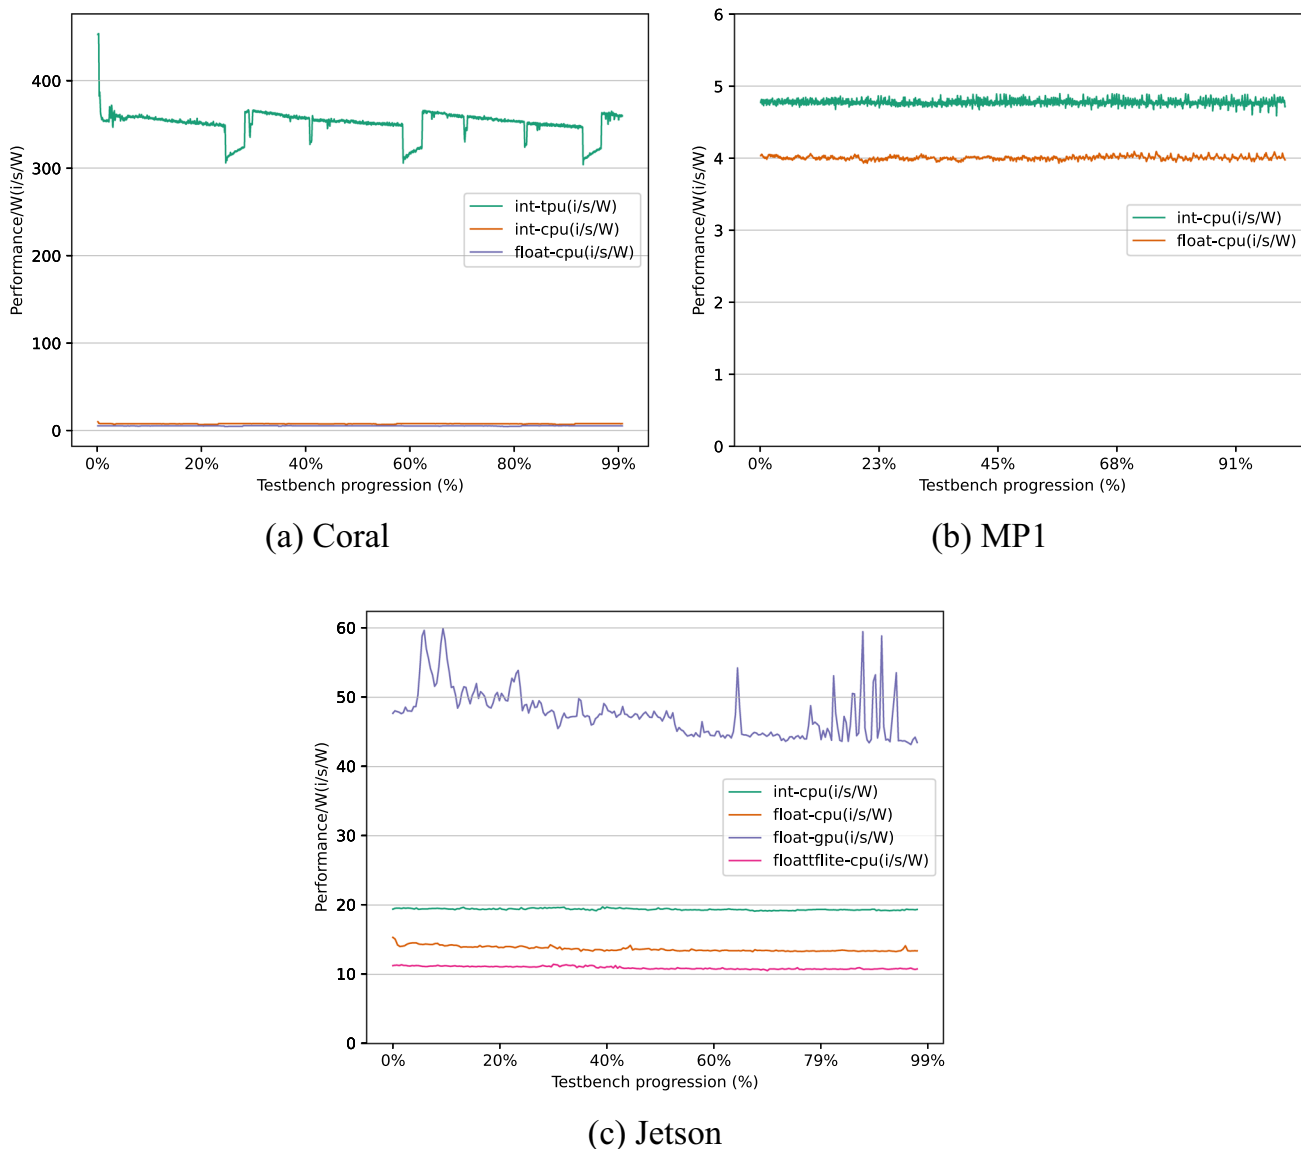 400
300
200
100
0
Performance/W(i/s/W)
int-tpu(i/s/W)
int-cpu(i/s/W)
float-cpu(i/s/W)
0% 20% 40% 60% 80% 99%
Testbench progression (%)
(a) Coral
6
5
4
3
2
1
0
Performance/W(i/s/W)
int-cpu(i/s/W)
float-cpu(i/s/W)
0% 23% 45% 68% 91%
Testbench progression (%)
(b) MP1
60
50
40
30
20
10
0
Performance/W(i/s/W)
int-cpu(i/s/W)
float-cpu(i/s/W)
float-gpu(i/s/W)
floattflite-cpu(i/s/W)
0% 20% 40% 60% 79% 99%
Testbench progression (%)
(c) Jetson